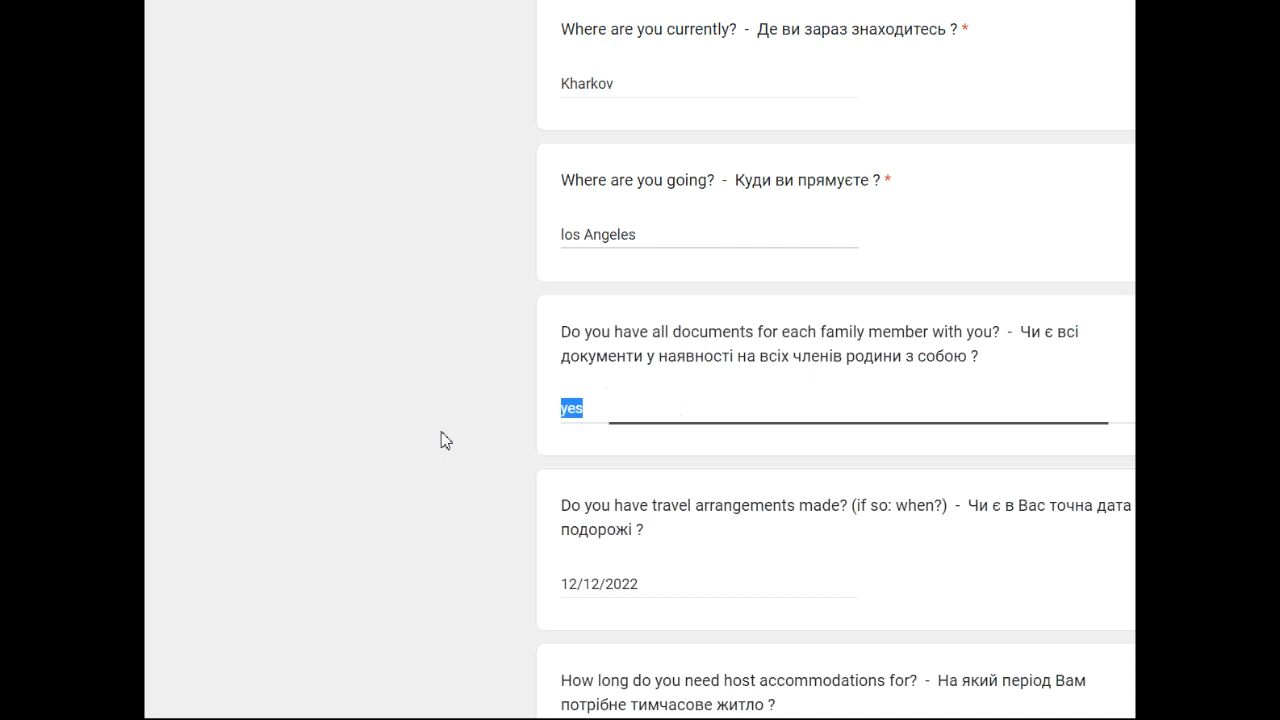 Where are you currently?  -  Де ви зараз знаходитесь ? *
Kharkov
Where are you going?  -  Куди ви прямуєте ? *
los Angeles
Do you have all documents for each family member with you?  -  Чи є всі
документи у наявності на всіх членів родини з собою ?
yes
Do you have travel arrangements made? (if so: when?)  -  Чи є в Вас точна дата
подорожі ?
12/12/2022
How long do you need host accommodations for?  -  На який період Вам
потрібне тимчасове житло ?